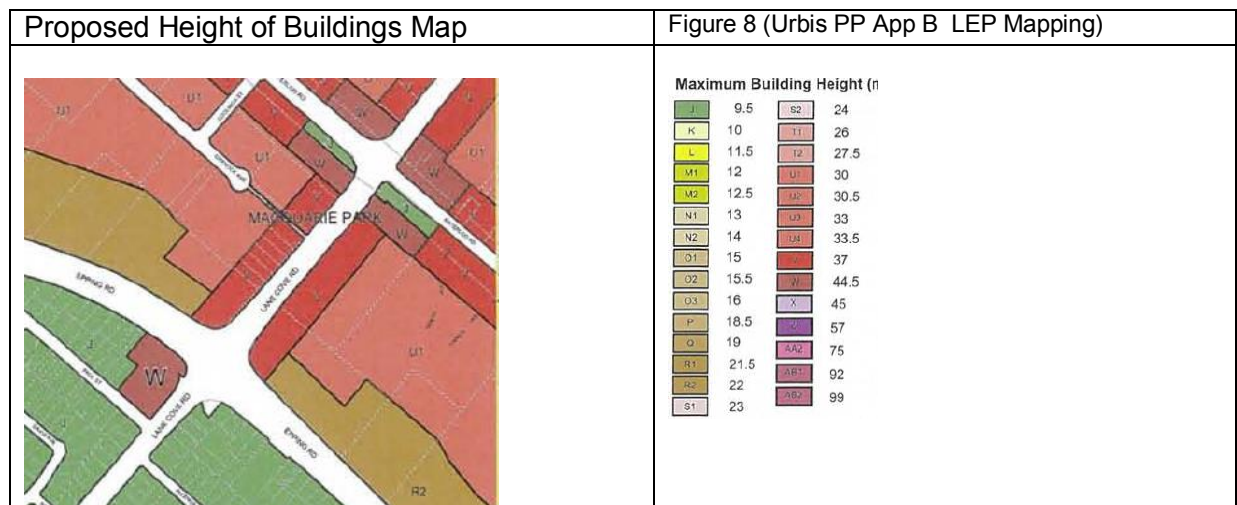 Proposed Height of Buildings Map
Figure 8 (Urbis PP App B LEP Mapping)
Maximum Building Height (m
J 9.5
K 10
L 11.5
M1 12
M2 12.5
N1 13
N2 14
O1 15
O2 15.5
O3 16
P 18.5
Q 19
R1 21.5
R2 22
S1 23
S2 24
T1 26
T2 27.5
U1 30
U2 30.5
U3 33
U4 33.5
37
W 44.5
X 45
57
AA2 75
AB1 92
AB2 99
U1
U1
U1
W
J
U1
W
U1
W
MACQUARIE PARK
J
W
EPPING RD
LANE COVE RD
J
W
U1
LANE COVE RD
EPPING RD
J
R2